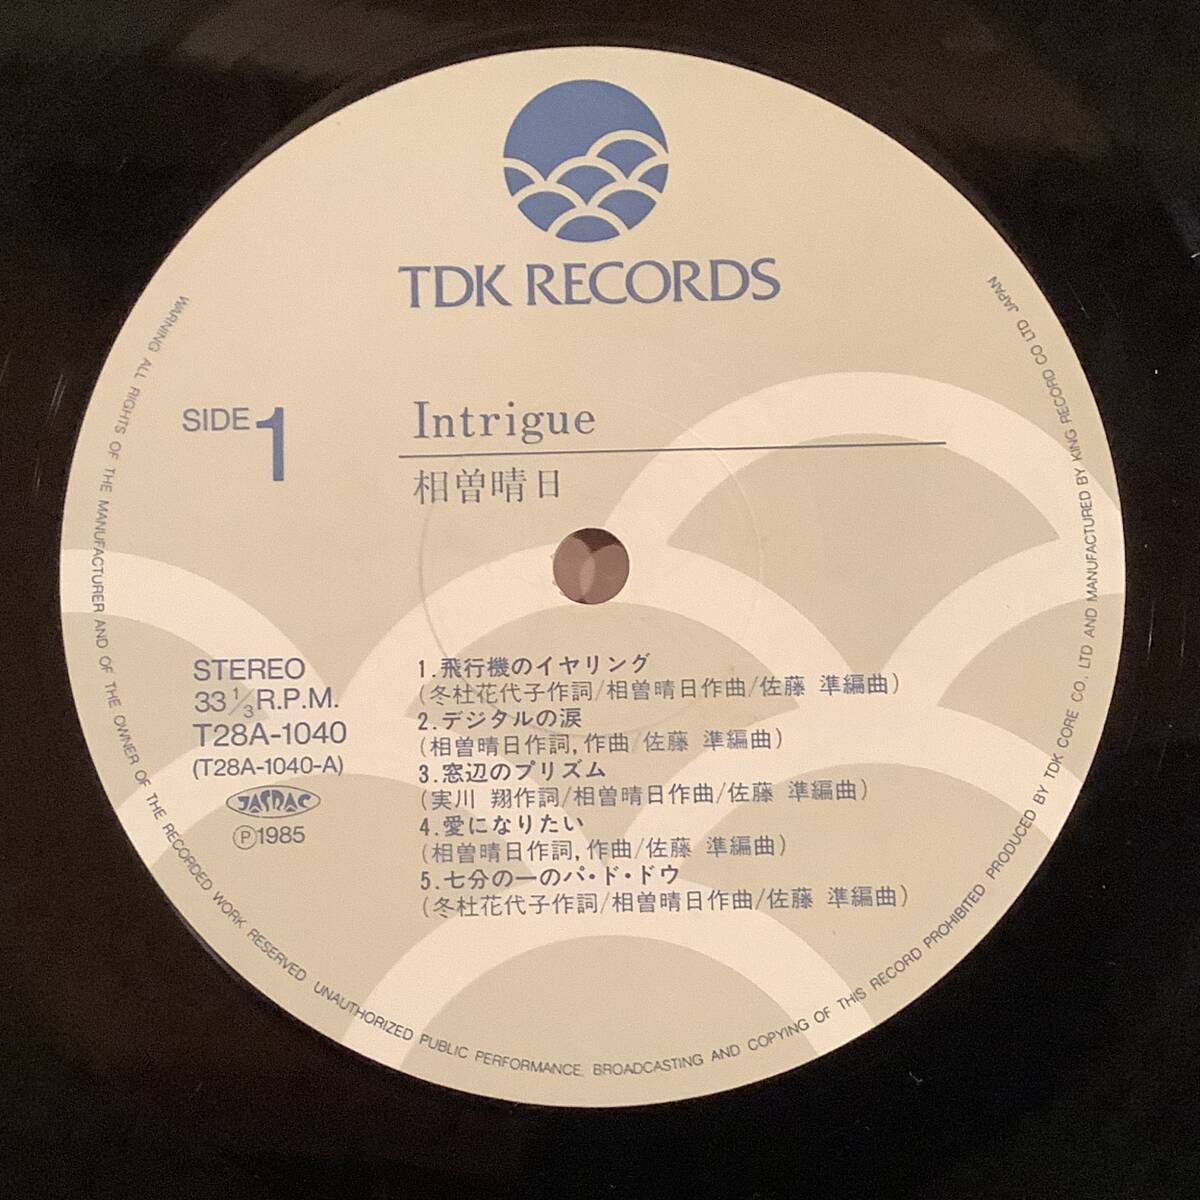 TDK RECORDS
SIDE 1
Intrigue
相曽晴日
STEREO
33 1/3 R.P.M.
T28A-1040
(T28A-1040-A)
JASRAC
Ⓟ1985
1.飛行機のイヤリング
(冬杜花代子作詞/相曽晴日作曲/佐藤 準編曲)
2.デジタルの涙
(相曽晴日作詞,作曲/佐藤 準編曲)
3.窓辺のプリズム
(実川 翔作詞/相曽晴日作曲/佐藤 準編曲)
4.愛になりたい
(相曽晴日作詞,作曲/佐藤 準編曲)
5.七分の一のパ・ド・ドウ
(冬杜花代子作詞/相曽晴日作曲/佐藤 準編曲)
WARNING ALL RIGHTS OF THE MANUFACTURER AND OF THE OWNER OF THE RECORDED WORK RESERVED UNAUTHORIZED PUBLIC PERFORMANCE. BROADCASTING AND COPYING OF THIS RECORD PROHIBITED PRODUCED BY TDK CORE CO., LTD AND MANUFACTURED BY KING RECORD CO LTD JAPAN